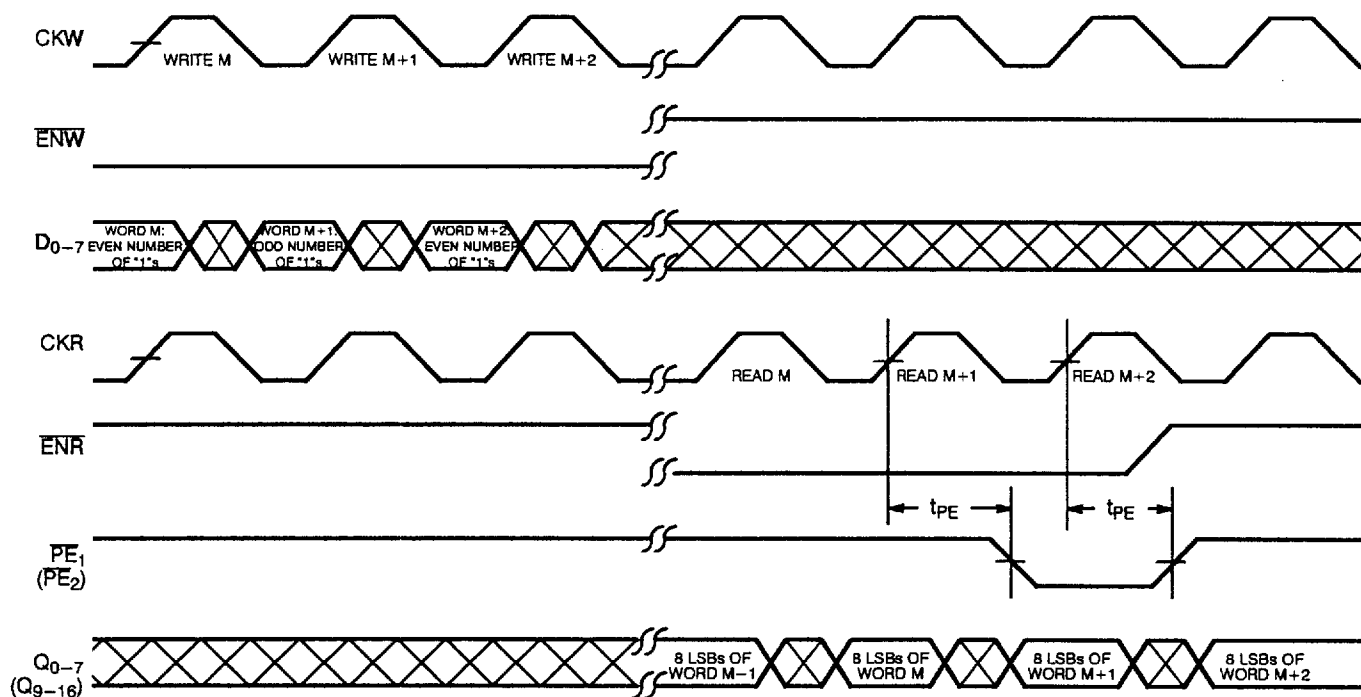 CKW
WRITE M
WRITE M+1
WRITE M+2
ENW
D0–7
WORD M:
EVEN NUMBER
OF "1"s
WORD M+1:
ODD NUMBER
OF "1"s
WORD M+2:
EVEN NUMBER
OF "1"s
CKR
READ M
READ M+1
READ M+2
ENR
tPE
tPE
PE1
(PE2)
Q0–7
(Q9–16)
8 LSBs OF
WORD M–1
8 LSBs OF
WORD M
8 LSBs OF
WORD M+1
8 LSBs OF
WORD M+2